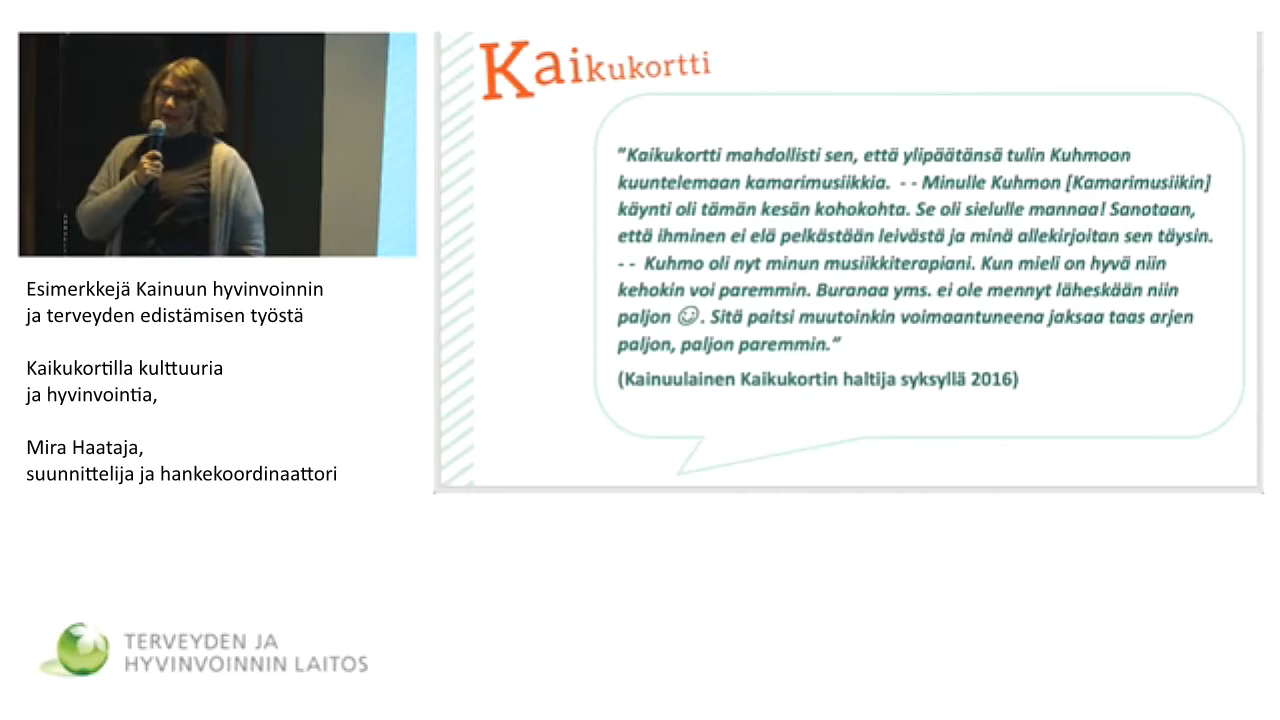 Kaikukortti
"Kaikukortti mahdollisti sen, että ylipäätänsä tulin Kuhmoon
kuuntelemaan kamarimusiikkia. - - Minulle Kuhmon [Kamarimusiikin]
käynti oli tämän kesän kohokohta. Se oli sielulle mannaa! Sanotaan,
että ihminen ei elä pelkästään leivästä ja minä allekirjoitan sen täysin.
- - Kuhmo oli nyt minun musiikkiterapiani. Kun mieli on hyvä niin
kehokin voi paremmin. Buranaa yms. ei ole mennyt läheskään niin
paljon ☺. Sitä paitsi muutoinkin voimaantuneena jaksaa taas arjen
paljon, paljon paremmin."
(Kainuulainen Kaikukortin haltija syksyllä 2016)
Esimerkkejä Kainuun hyvinvoinnin
ja terveyden edistämisen työstä
Kaikukortilla kulttuuria
ja hyvinvointia,
Mira Haataja,
suunnittelija ja hankekoordinaattori
TERVEYDEN JA
HYVINVOINNIN LAITOS